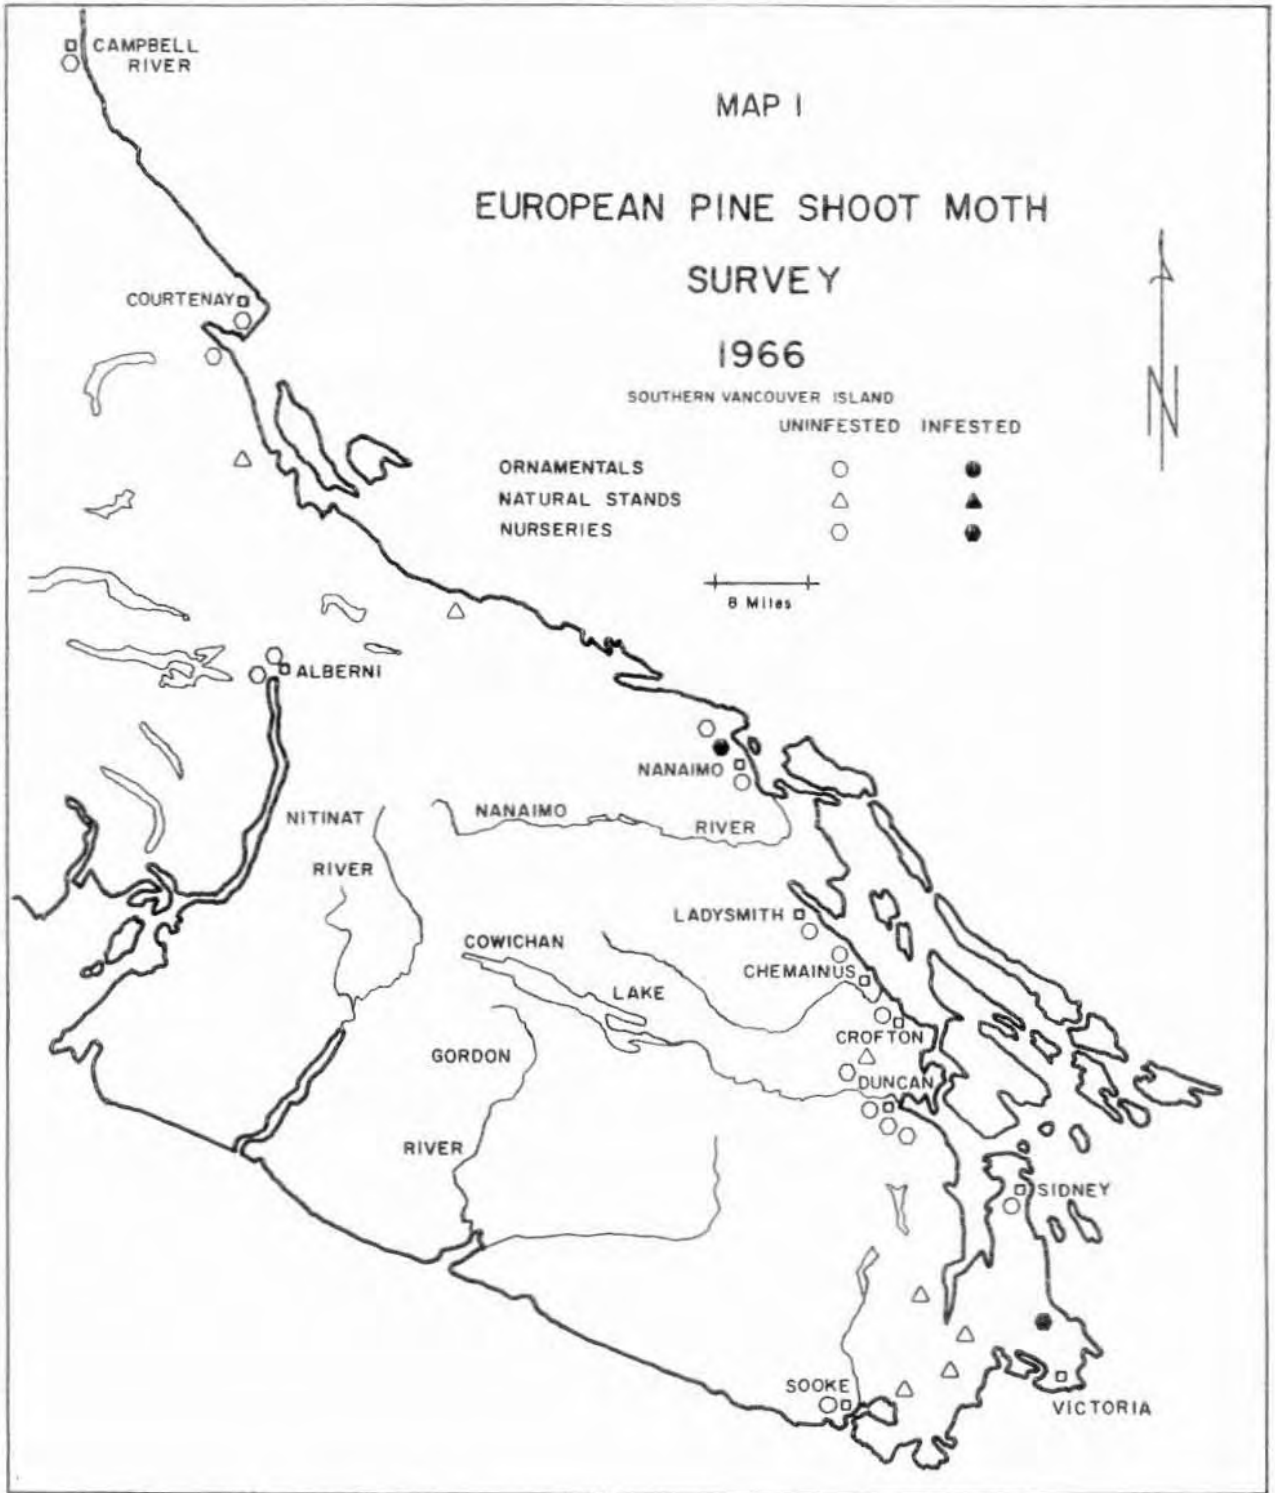 CAMPBELL
RIVER
MAP I
EUROPEAN PINE SHOOT MOTH
SURVEY
1966
SOUTHERN VANCOUVER ISLAND
UNINFESTED INFESTED
ORNAMENTALS
NATURAL STANDS
NURSERIES
8 Miles
N
COURTENAY
ALBERNI
NANAIMO
NITINAT
RIVER
NANAIMO
RIVER
LADYSMITH
COWICHAN
LAKE
CHEMAINUS
CROFTON
GORDON
RIVER
DUNCAN
SIDNEY
SOOKE
VICTORIA